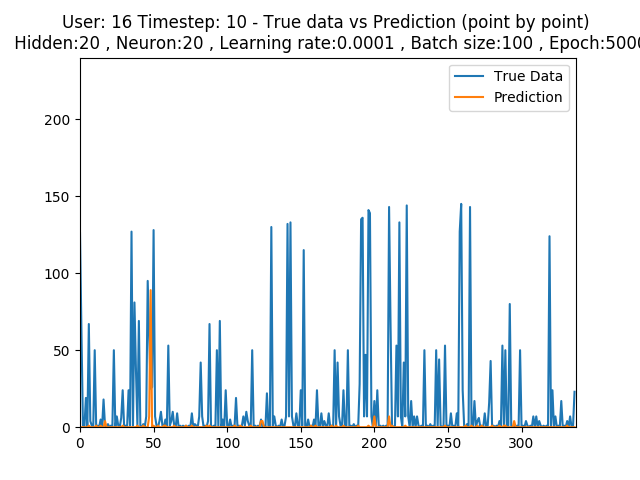 User: 16 Timestep: 10 - True data vs Prediction (point by point)
Hidden:20 , Neuron:20 , Learning rate:0.0001 , Batch size:100 , Epoch:5000
True Data
Prediction
200
150
100
50
0
0 50 100 150 200 250 300